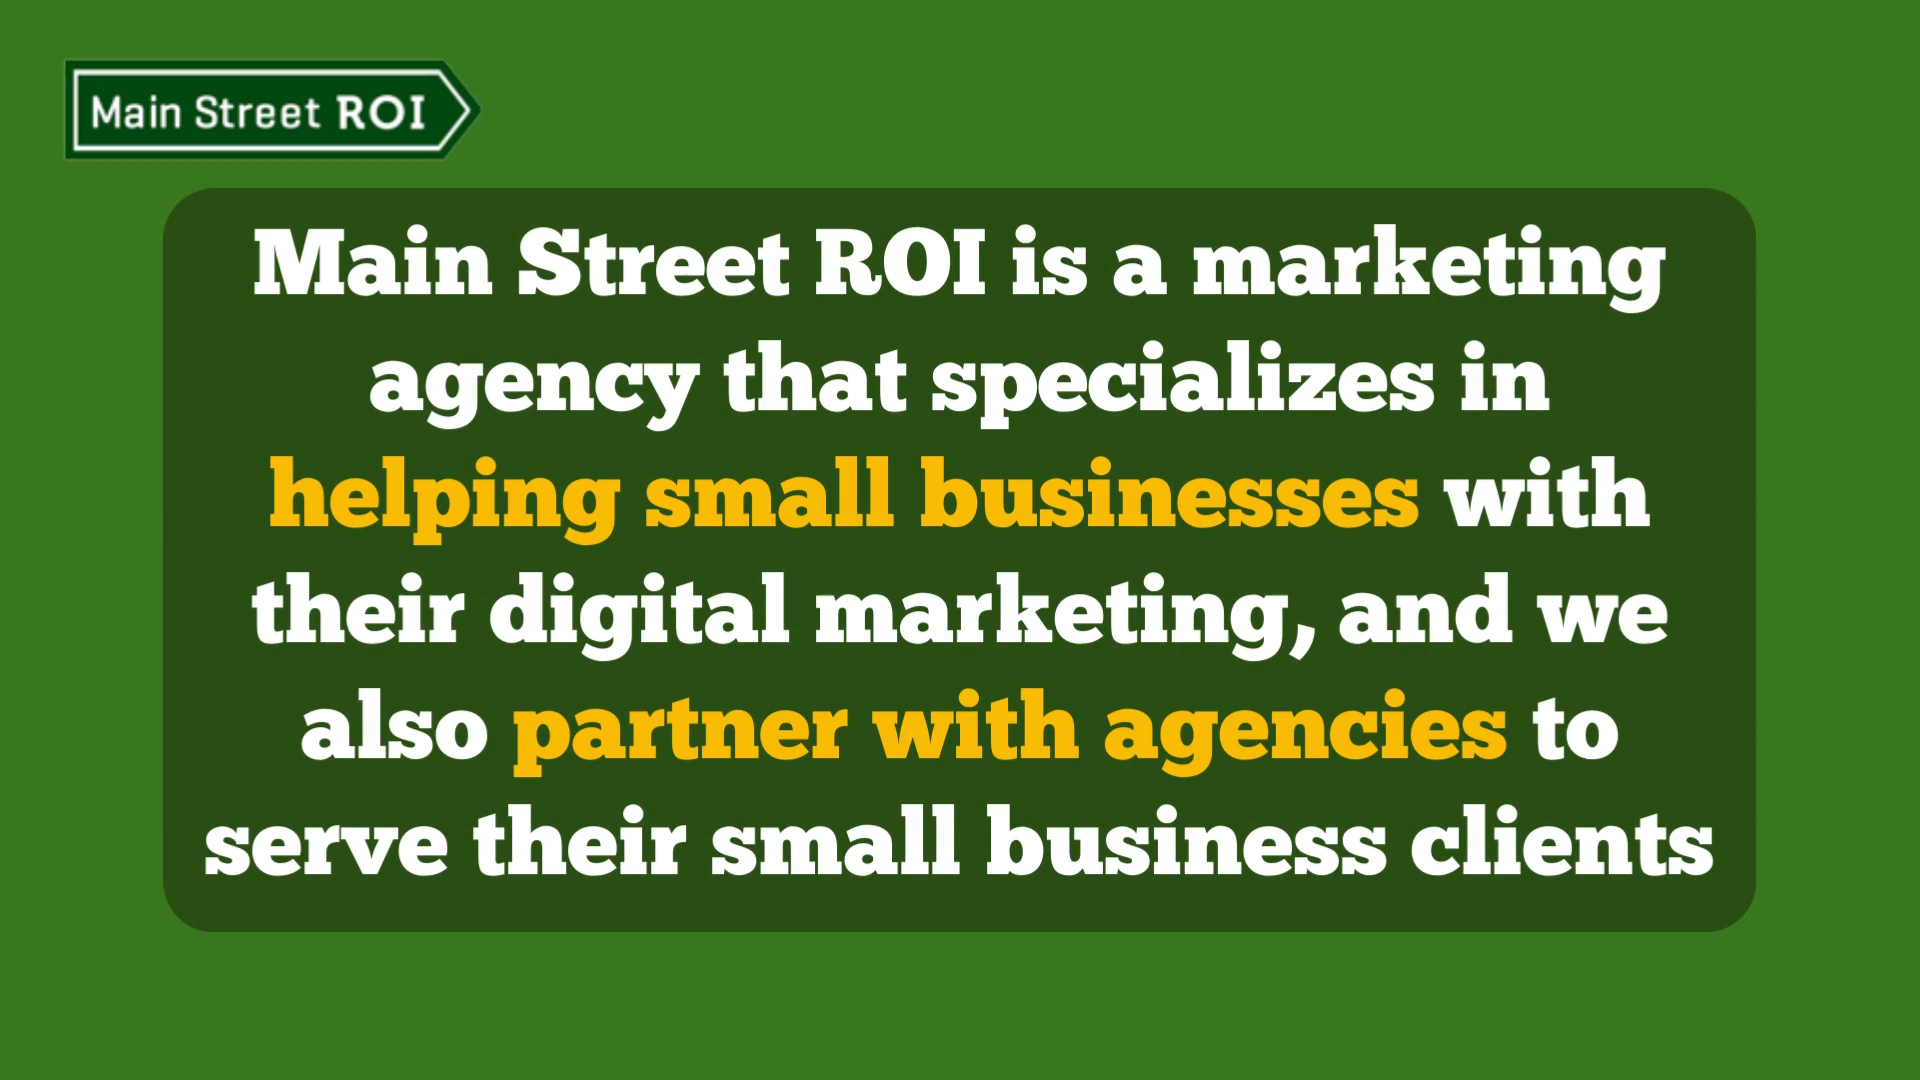 Main Street ROI
Main Street ROI is a marketing
agency that specializes in
helping small businesses with
their digital marketing, and we
also partner with agencies to
serve their small business clients